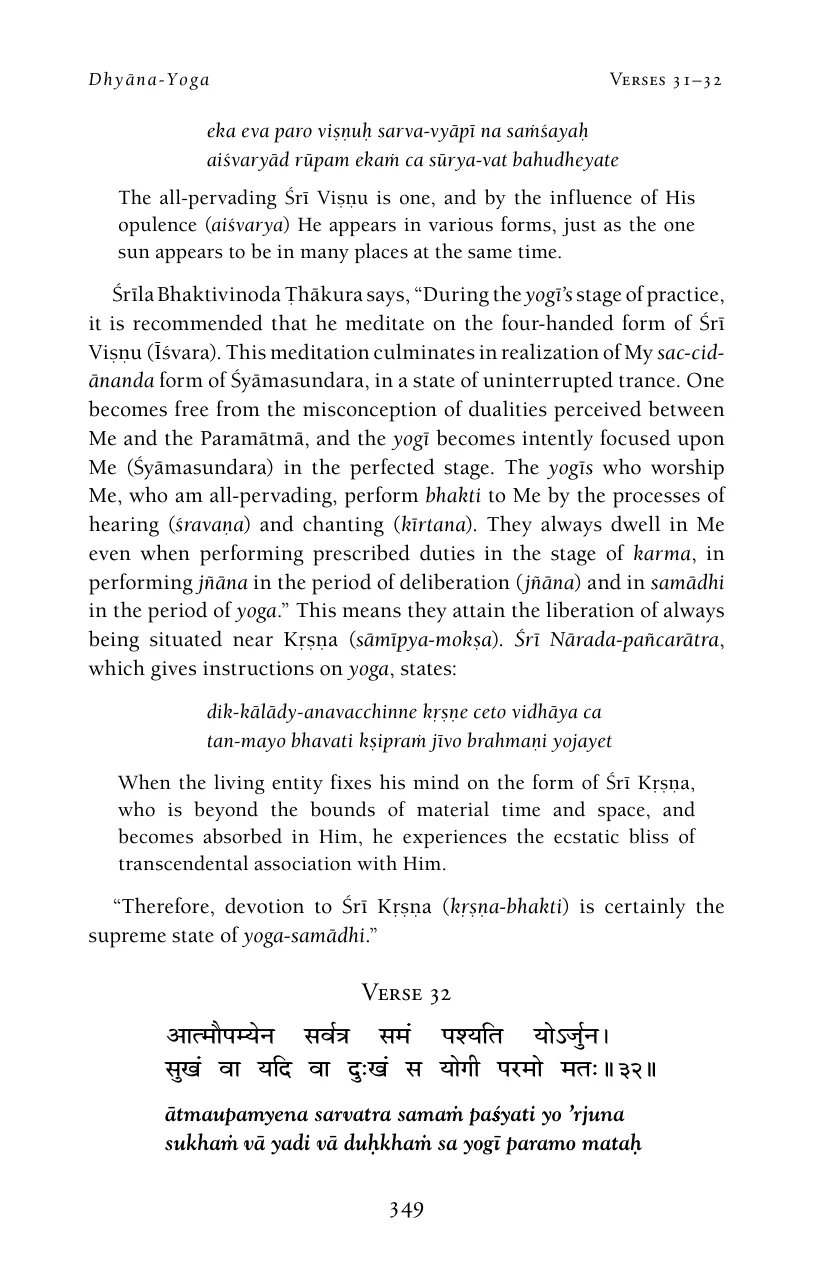 Dhyāna-Yoga Verses 31–32
eka eva paro viṣṇuḥ sarva-vyāpī na saṁśayaḥ
aiśvaryād rūpam ekaṁ ca sūrya-vat bahudheyate
The all-pervading Śrī Viṣṇu is one, and by the influence of His
opulence (aiśvarya) He appears in various forms, just as the one
sun appears to be in many places at the same time.
Śrīla Bhaktivinoda Ṭhākura says, “During the yogī’s stage of practice,
it is recommended that he meditate on the four-handed form of Śrī
Viṣṇu (Īśvara). This meditation culminates in realization of My sac-cid-
ānanda form of Śyāmasundara, in a state of uninterrupted trance. One
becomes free from the misconception of dualities perceived between
Me and the Paramātmā, and the yogī becomes intently focused upon
Me (Śyāmasundara) in the perfected stage. The yogīs who worship
Me, who am all-pervading, perform bhakti to Me by the processes of
hearing (śravaṇa) and chanting (kīrtana). They always dwell in Me
even when performing prescribed duties in the stage of karma, in
performing jñāna in the period of deliberation (jñāna) and in samādhi
in the period of yoga.” This means they attain the liberation of always
being situated near Kṛṣṇa (sāmīpya-mokṣa). Śrī Nārada-pañcarātra,
which gives instructions on yoga, states:
dik-kālādy-anavacchinne kṛṣṇe ceto vidhāya ca
tan-mayo bhavati kṣipraṁ jīvo brahmaṇi yojayet
When the living entity fixes his mind on the form of Śrī Kṛṣṇa,
who is beyond the bounds of material time and space, and
becomes absorbed in Him, he experiences the ecstatic bliss of
transcendental association with Him.
“Therefore, devotion to Śrī Kṛṣṇa (kṛṣṇa-bhakti) is certainly the
supreme state of yoga-samādhi.”
Verse 32
आत्मौपम्येन सर्वत्र समं पश्यति योऽर्जुन।
सुखं वा यदि वा दुःखं स योगी परमो मतः॥३२॥
ātmaupamyena sarvatra samaṁ paśyati yo ’rjuna
sukhaṁ vā yadi vā duḥkhaṁ sa yogī paramo mataḥ
349